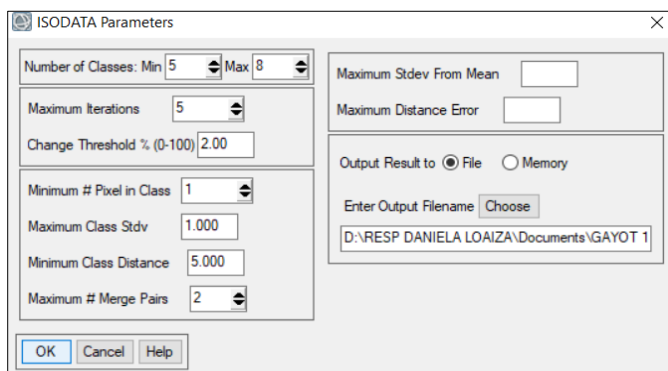 ISODATA Parameters
Number of Classes: Min 5 Max 8
Maximum Iterations 5
Change Threshold % (0-100) 2.00
Minimum # Pixel in Class 1
Maximum Class Stdv 1.000
Minimum Class Distance 5.000
Maximum # Merge Pairs 2
OK Cancel Help
Maximum Stdev From Mean
Maximum Distance Error
Output Result to File Memory
Enter Output Filename Choose
D:\RESP DANIELA LOAIZA\Documents\GAYOT 1